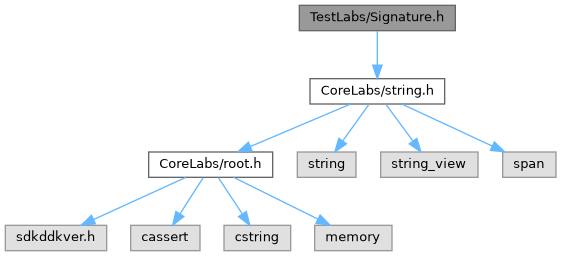 TestLabs/Signature.h
CoreLabs/string.h
CoreLabs/root.h
string
string_view
span
sdkddkver.h
cassert
cstring
memory